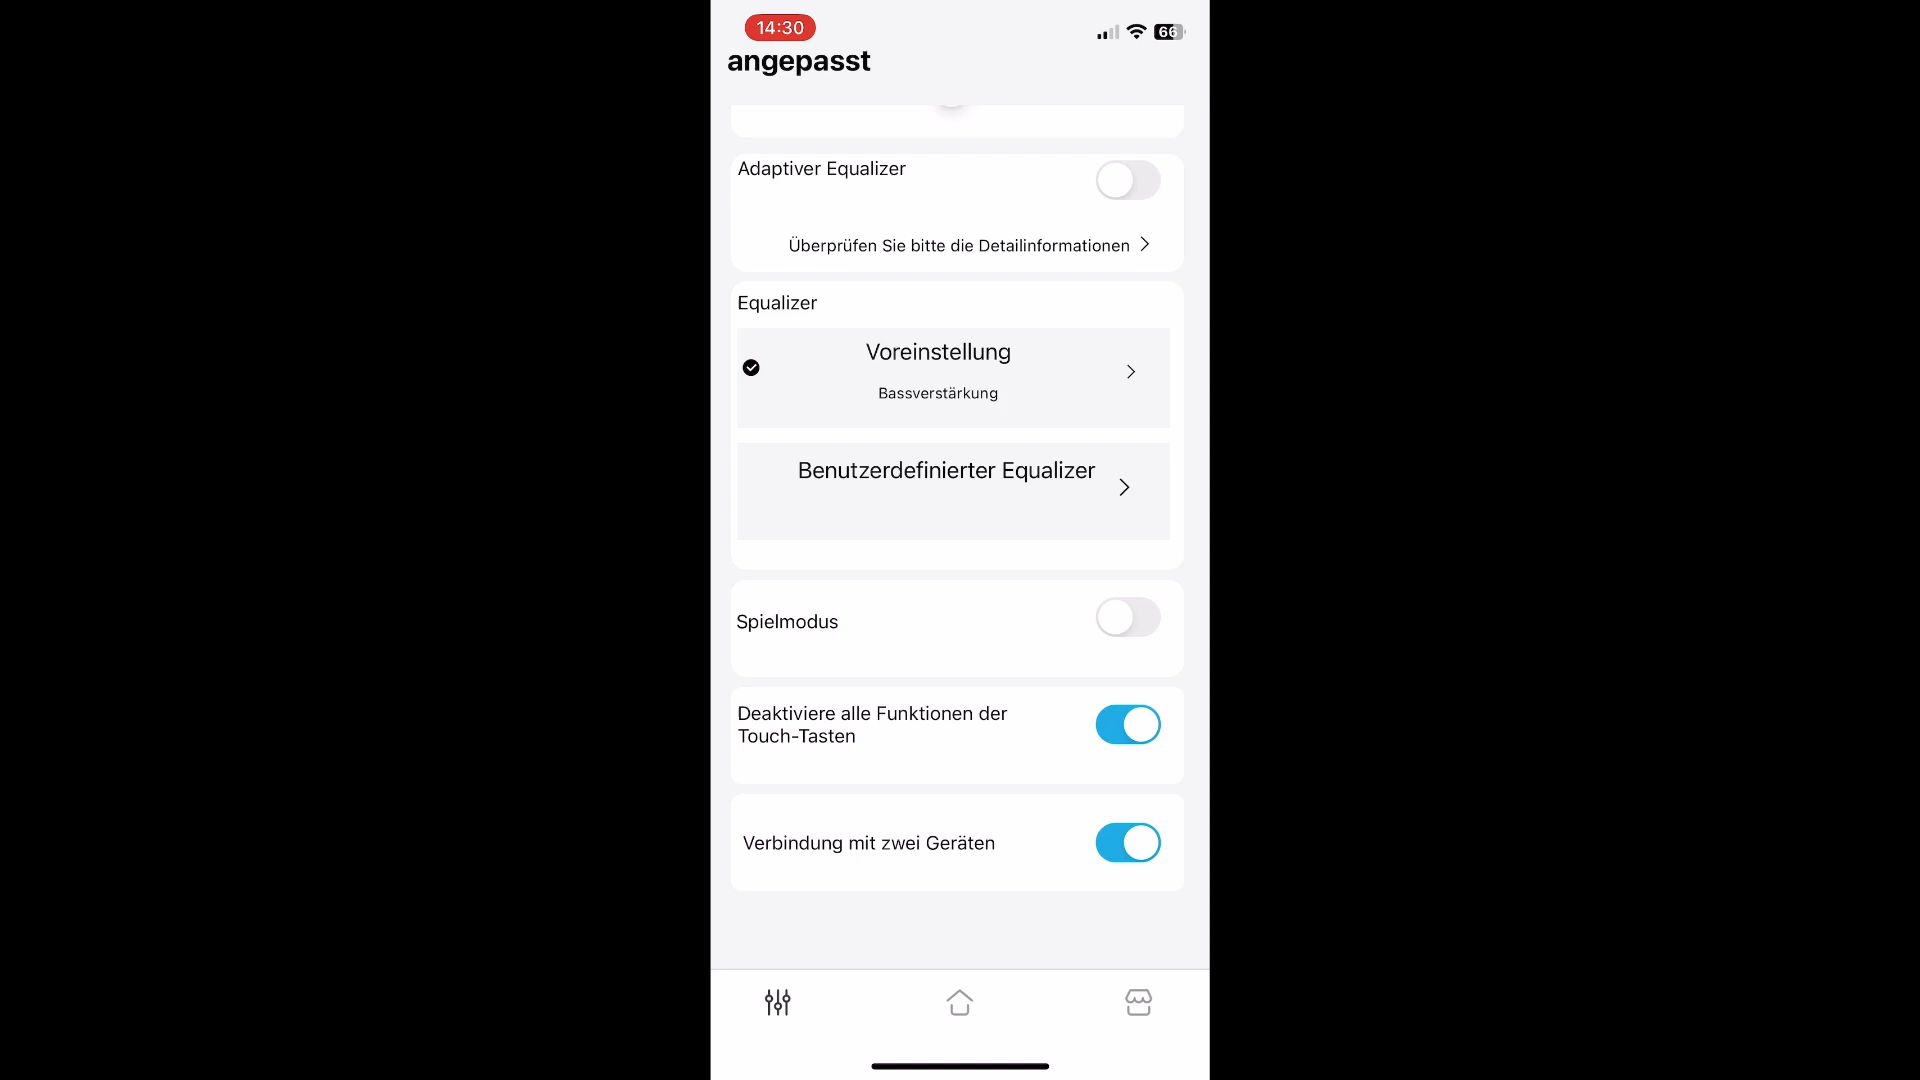 14:30
66
angepasst
Adaptiver Equalizer
Überprüfen Sie bitte die Detailinformationen
Equalizer
Voreinstellung
Bassverstärkung
Benutzerdefinierter Equalizer
Spielmodus
Deaktiviere alle Funktionen der
Touch-Tasten
Verbindung mit zwei Geräten